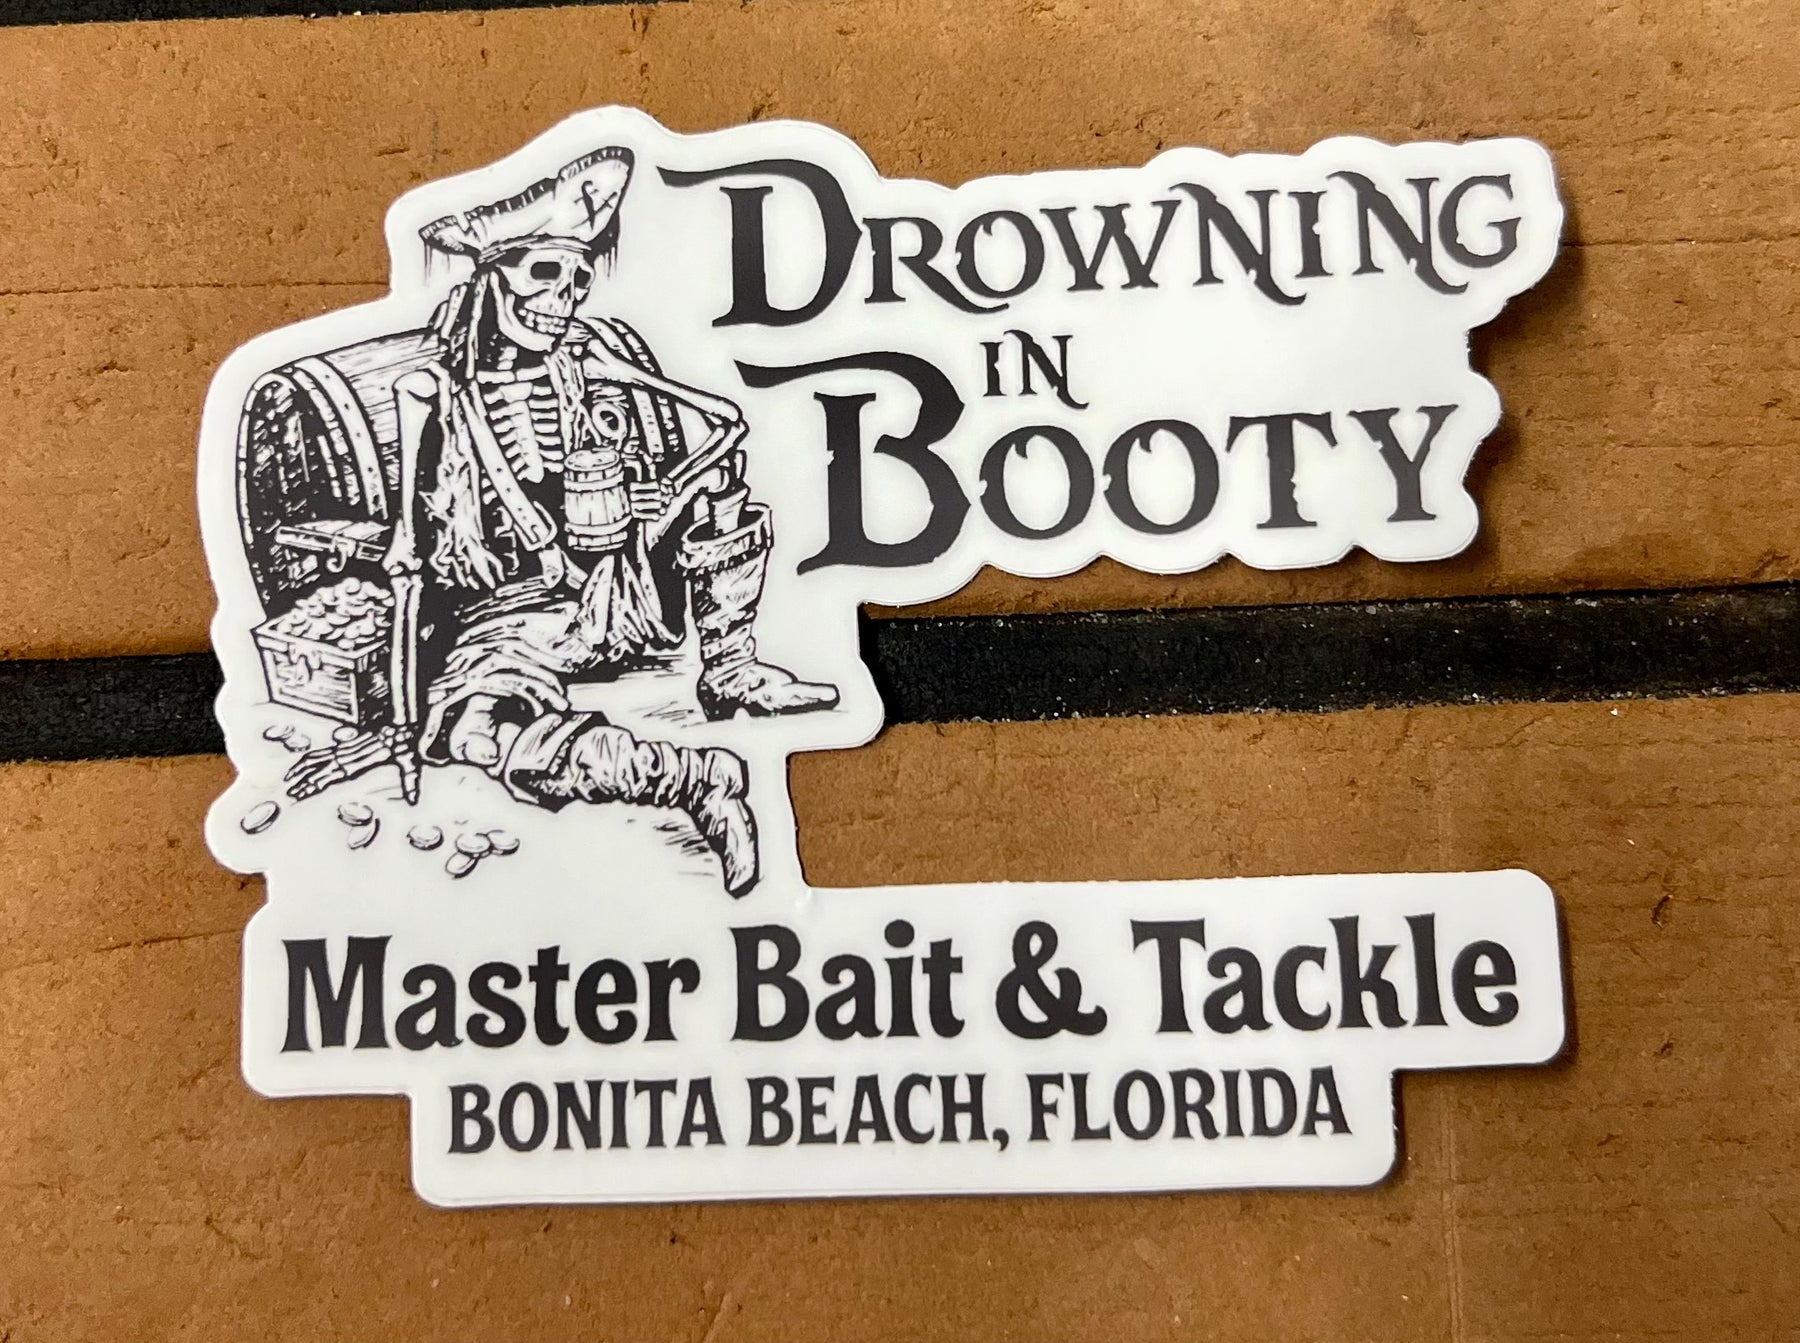 DROWNING
IN
BOOTY
Master Bait & Tackle
BONITA BEACH, FLORIDA